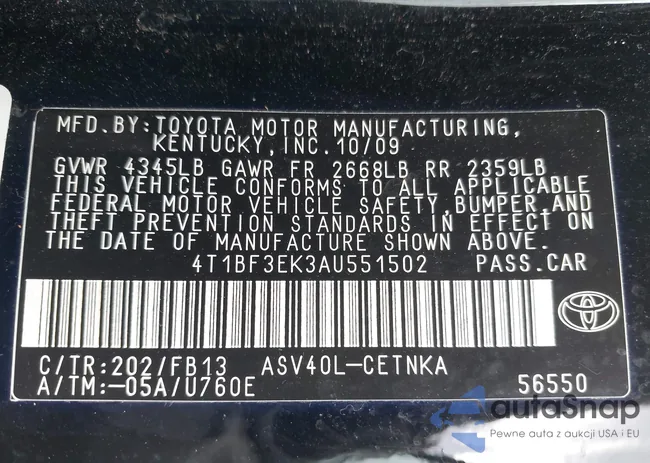 MFD.BY:TOYOTA MOTOR MANUFACTURING,
KENTUCKY,INC.10/09
GVWR 4345LB GAWR FR 2668LB RR 2359LB
THIS VEHICLE CONFORMS TO ALL APPLICABLE
FEDERAL MOTOR VEHICLE SAFETY,BUMPER,AND
THEFT PREVENTION STANDARDS IN EFFECT ON
THE DATE OF MANUFACTURE SHOWN ABOVE.
4T1BF3EK3AU551502 PASS.CAR
C/TR:202/FB13 ASV40L-CETNKA
A/TM:-05A/U760E 56550
autaSnap
Pewne auta z aukcji USA i EU